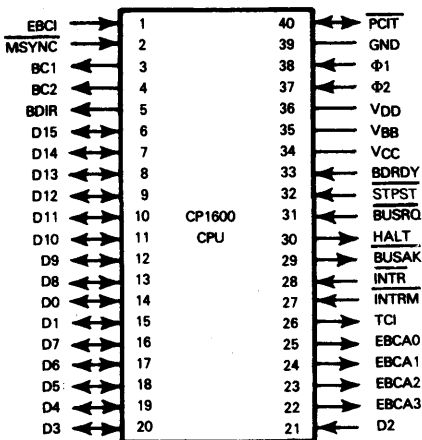 EBCI 1 40 PCIT
MSYNC 2 39 GND
BC1 3 38 Φ1
BC2 4 37 Φ2
BDIR 5 36 VDD
D15 6 35 VBB
D14 7 34 VCC
D13 8 33 BDRDY
D12 9 32 STPST
D11 10 CP1600 31 BUSRQ
D10 11 CPU 30 HALT
D9 12 29 BUSAK
D8 13 28 INTR
D0 14 27 INTRM
D1 15 26 TCI
D7 16 25 EBCA0
D6 17 24 EBCA1
D5 18 23 EBCA2
D4 19 22 EBCA3
D3 20 21 D2